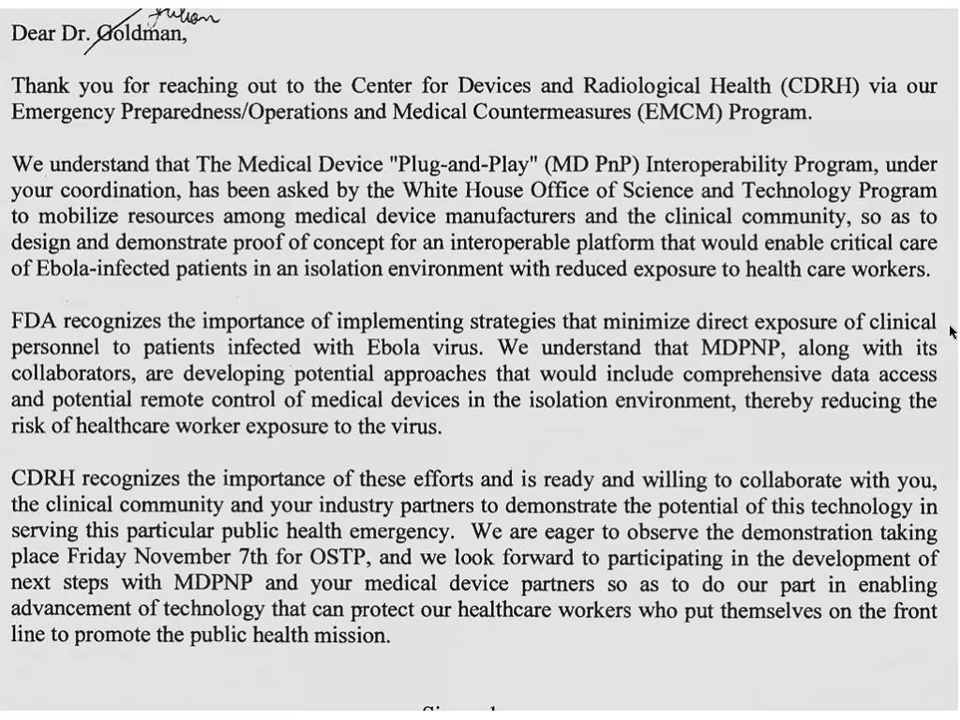 Julian
Dear Dr. Goldman,
Thank you for reaching out to the Center for Devices and Radiological Health (CDRH) via our
Emergency Preparedness/Operations and Medical Countermeasures (EMCM) Program.
We understand that The Medical Device "Plug-and-Play" (MD PnP) Interoperability Program, under
your coordination, has been asked by the White House Office of Science and Technology Program
to mobilize resources among medical device manufacturers and the clinical community, so as to
design and demonstrate proof of concept for an interoperable platform that would enable critical care
of Ebola-infected patients in an isolation environment with reduced exposure to health care workers.
FDA recognizes the importance of implementing strategies that minimize direct exposure of clinical
personnel to patients infected with Ebola virus. We understand that MDPNP, along with its
collaborators, are developing potential approaches that would include comprehensive data access
and potential remote control of medical devices in the isolation environment, thereby reducing the
risk of healthcare worker exposure to the virus.
CDRH recognizes the importance of these efforts and is ready and willing to collaborate with you,
the clinical community and your industry partners to demonstrate the potential of this technology in
serving this particular public health emergency. We are eager to observe the demonstration taking
place Friday November 7th for OSTP, and we look forward to participating in the development of
next steps with MDPNP and your medical device partners so as to do our part in enabling
advancement of technology that can protect our healthcare workers who put themselves on the front
line to promote the public health mission.